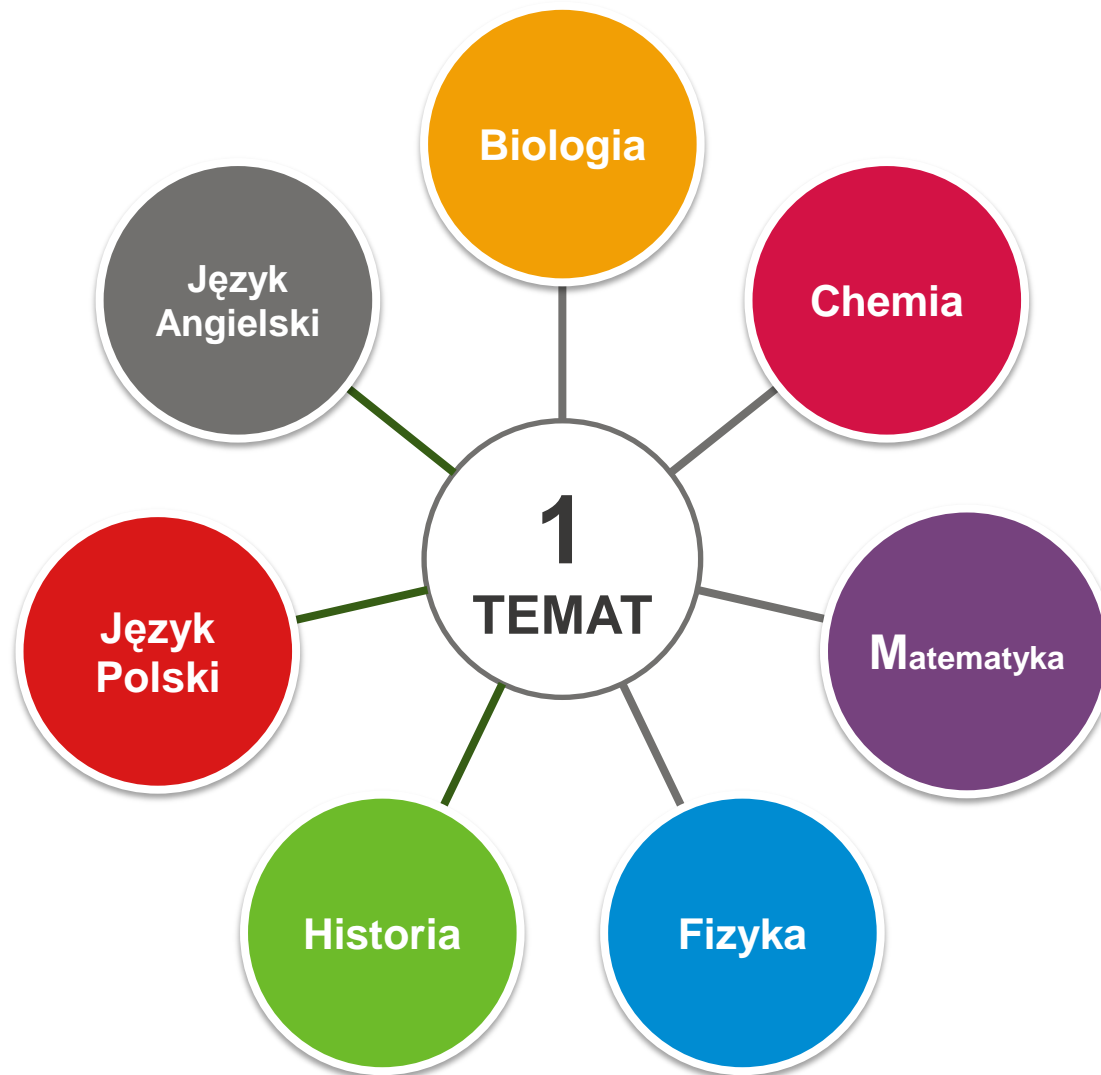 Biologia
Język
Angielski
Chemia
1
TEMAT
Język
Polski
Matematyka
Historia
Fizyka